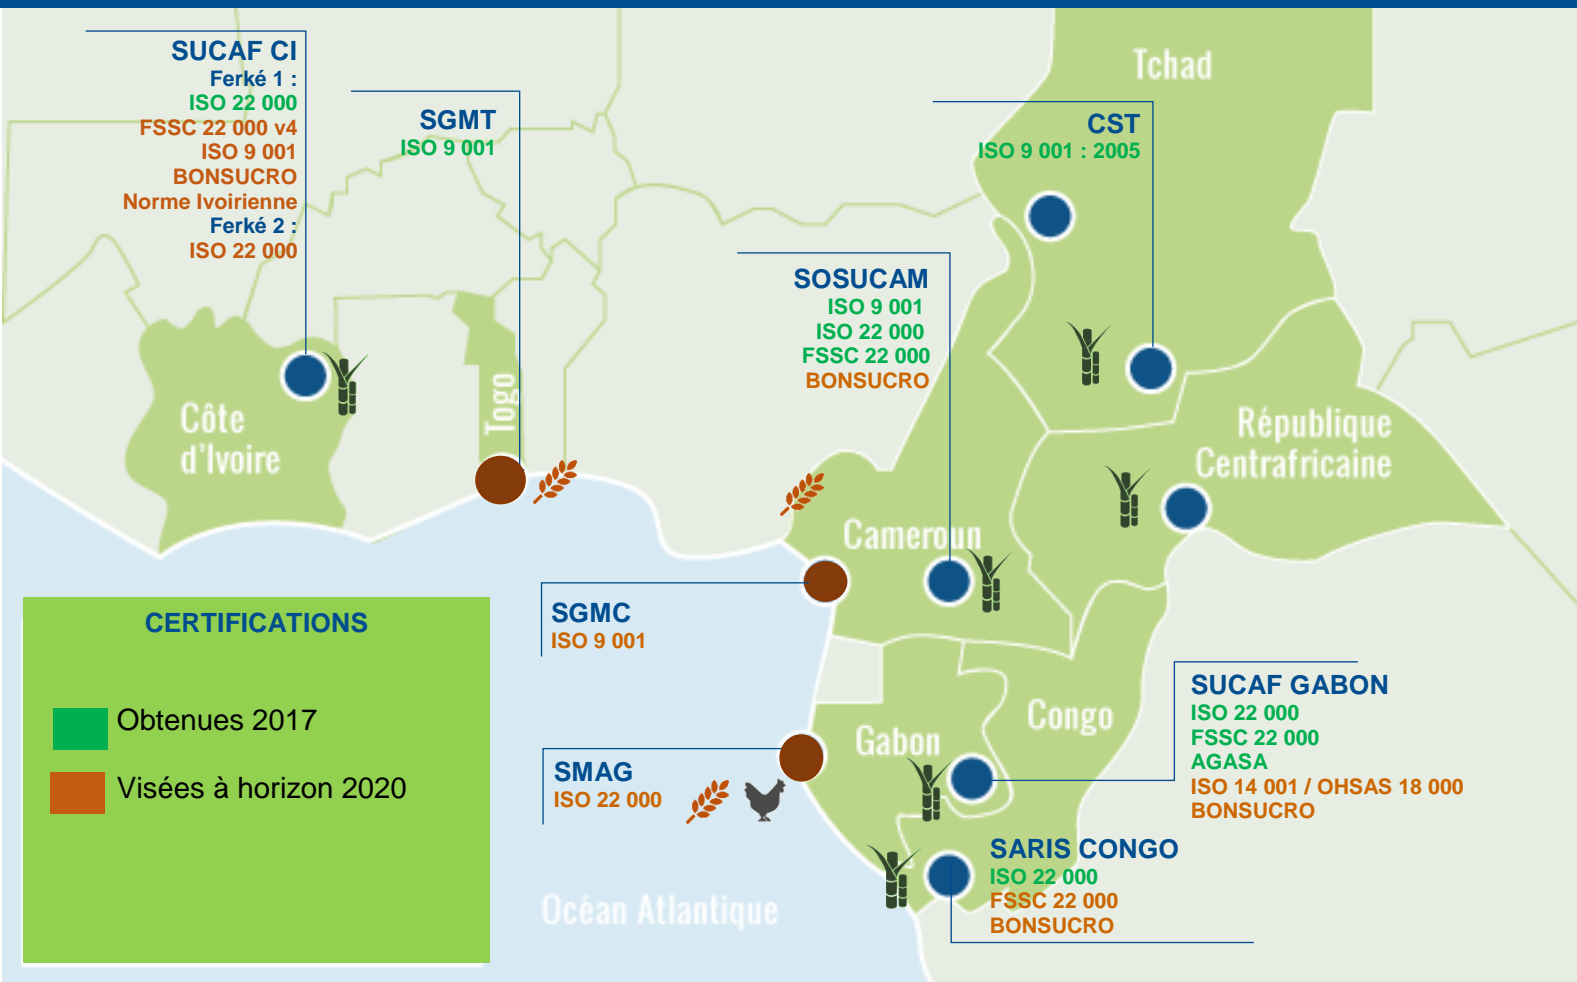 SUCAF CI
Ferké 1 :
ISO 22 000
FSSC 22 000 v4
ISO 9 001
BONSUCRO
Norme Ivoirienne
Ferké 2 :
ISO 22 000
SGMT
ISO 9 001
CST
ISO 9 001 : 2005
Tchad
SOSUCAM
ISO 9 001
ISO 22 000
FSSC 22 000
BONSUCRO
Côte
d'Ivoire
Togo
République
Centrafricaine
Cameroun
SGMC
ISO 9 001
CERTIFICATIONS
Obtenues 2017
Visées à horizon 2020
SMAG
ISO 22 000
Gabon
Congo
SUCAF GABON
ISO 22 000
FSSC 22 000
AGASA
ISO 14 001 / OHSAS 18 000
BONSUCRO
SARIS CONGO
ISO 22 000
FSSC 22 000
BONSUCRO
Océan Atlantique